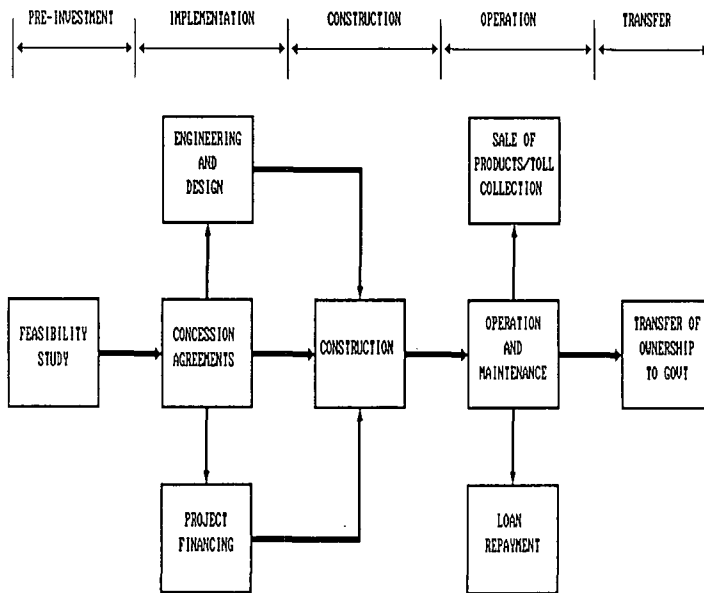 PRE-INVESTMENT
IMPLEMENTATION
CONSTRUCTION
OPERATION
TRANSFER
ENGINEERING
AND
DESIGN
SALE OF
PRODUCTS/TOLL
COLLECTION
FEASIBILITY
STUDY
CONCESSION
AGREEMENTS
CONSTRUCTION
OPERATION
AND
MAINTENANCE
TRANSFER OF
OWNERSHIP
TO GOVT
PROJECT
FINANCING
LOAN
REPAYMENT